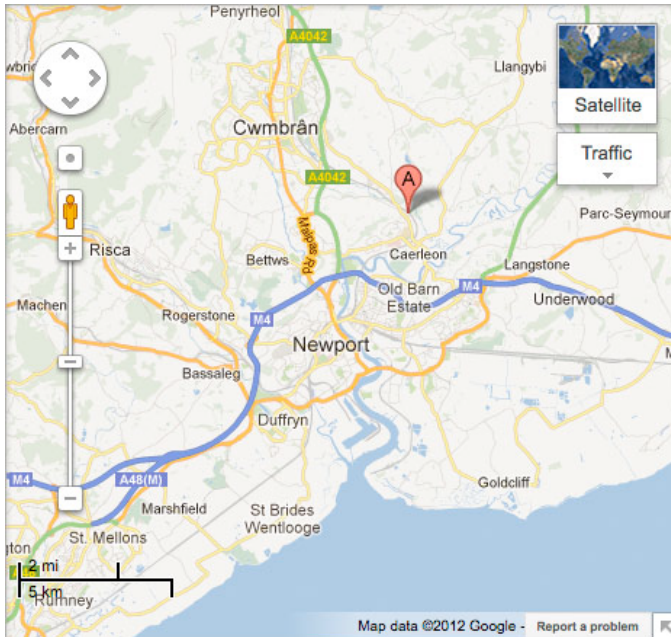 Penyrheol
A4042
Llangybi
Abercarn
Cwmbrân
Satellite
Traffic
A4042
A
Malpas Rd
Parc-Seymour
Risca
Bettws
Caerleon
Langstone
Machen
Old Barn
Estate
M4
Underwood
Rogerstone
M4
Newport
Bassaleg
Duffryn
M4
A48(M)
Goldcliff
Marshfield
St Brides
Wentlooge
St. Mellons
2 mi
5 km
Rumney
Map data ©2012 Google -
Report a problem